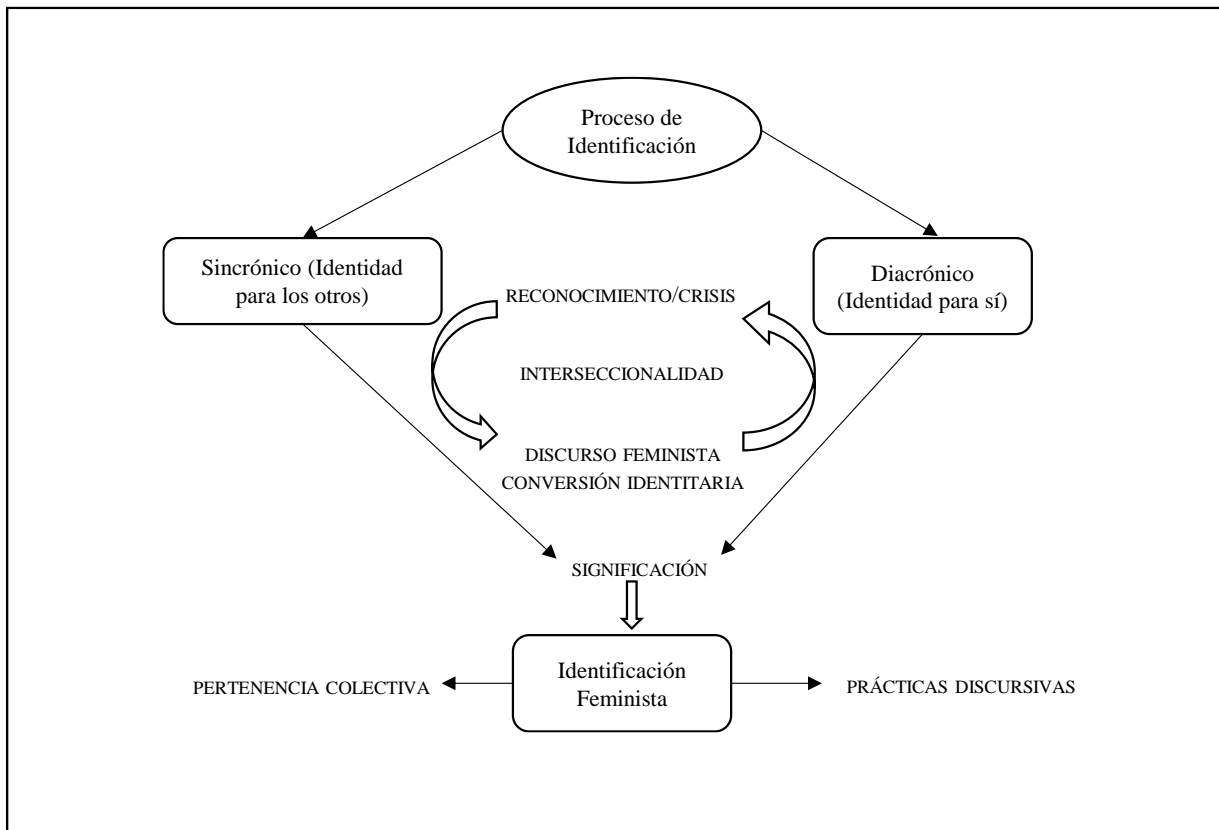 Proceso de
Identificación
Sincrónico (Identidad
para los otros)
Diacrónico
(Identidad para sí)
RECONOCIMIENTO/CRISIS
INTERSECCIONALIDAD
DISCURSO FEMINISTA
CONVERSIÓN IDENTITARIA
SIGNIFICACIÓN
Identificación
Feminista
PERTENENCIA COLECTIVA
PRÁCTICAS DISCURSIVAS